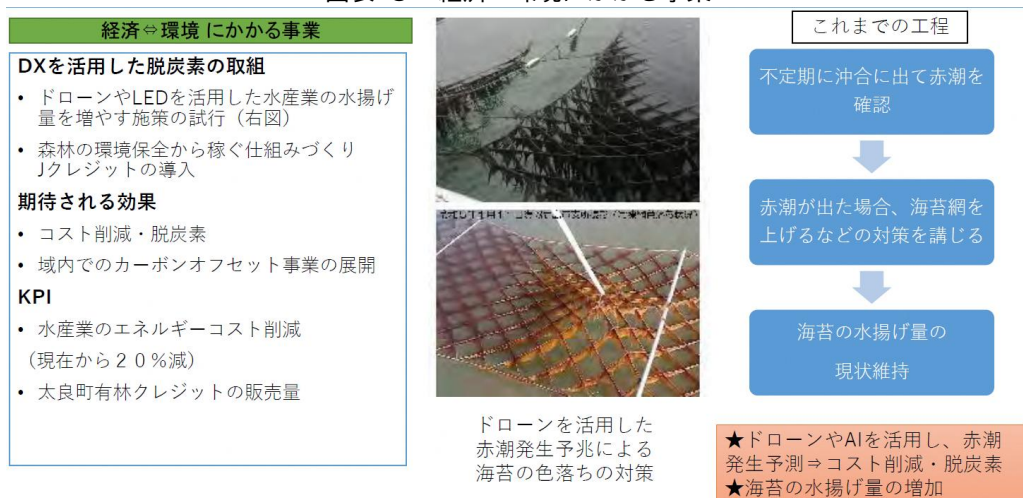 経済⇔環境 にかかる事業
DXを活用した脱炭素の取組
• ドローンやLEDを活用した水産業の水揚げ
量を増やす施策の試行（右図）
• 森林の環境保全から稼ぐ仕組みづくり
Jクレジットの導入
期待される効果
• コスト削減・脱炭素
• 域内でのカーボンオフセット事業の展開
KPI
• 水産業のエネルギーコスト削減
（現在から２０％減）
• 太良町有林クレジットの販売量
ドローンを活用した
赤潮発生予兆による
海苔の色落ちの対策
これまでの工程
不定期に沖合に出て赤潮を
確認
赤潮が出た場合、海苔網を
上げるなどの対策を講じる
海苔の水揚げ量の
現状維持
★ドローンやAIを活用し、赤潮
発生予測⇒コスト削減・脱炭素
★海苔の水揚げ量の増加